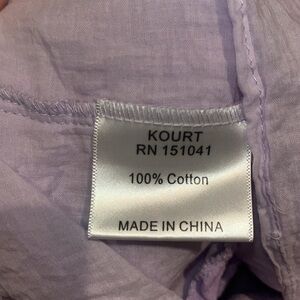 KOURT
RN 151041
100% Cotton
MADE IN CHINA